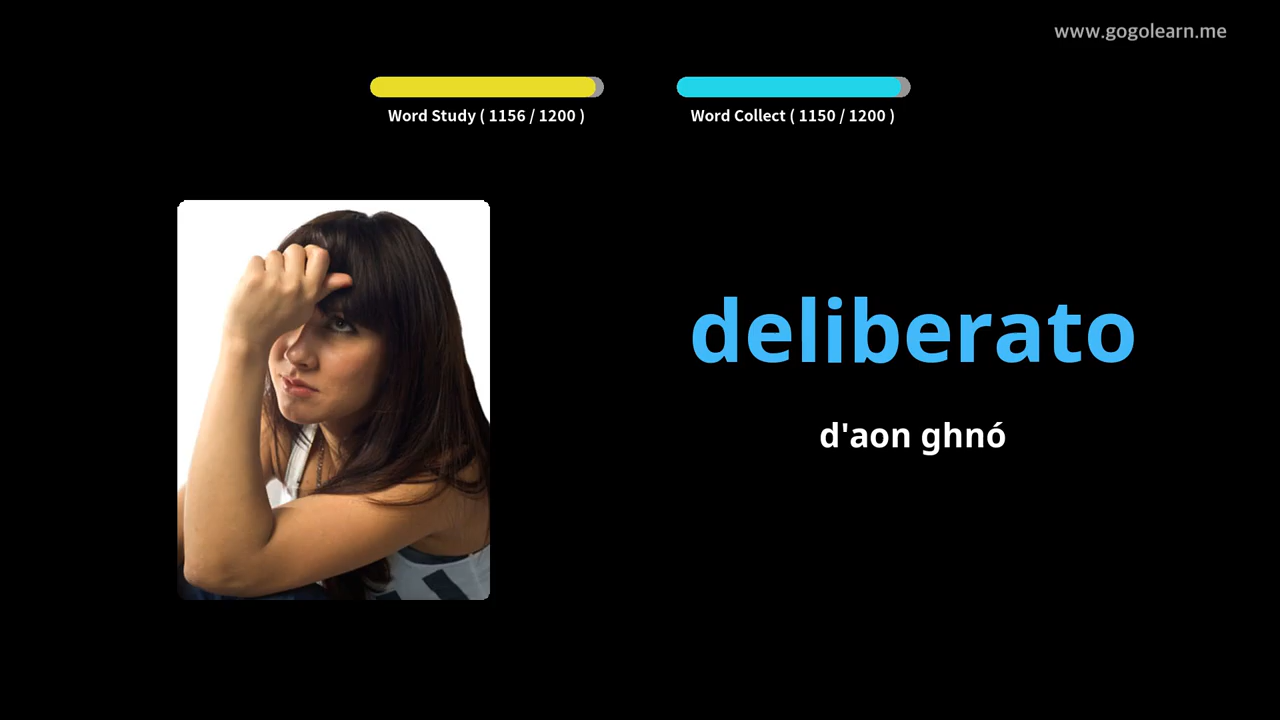 www.gogolearn.me
Word Study ( 1156 / 1200 )
Word Collect ( 1150 / 1200 )
deliberato
d'aon ghnó